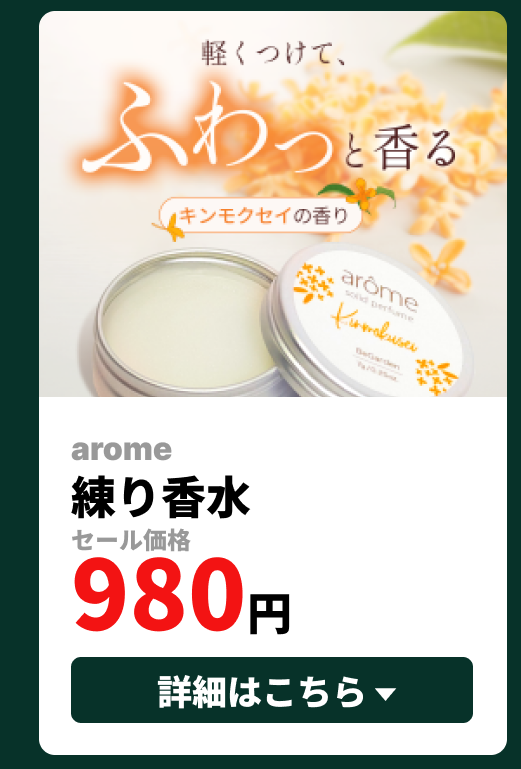 軽くつけて、
ふわっと香る
キンモクセイの香り
arôme
solid perfume
Kinmokusei
BeGarden
arome
練り香水
セール価格
980円
詳細はこちら